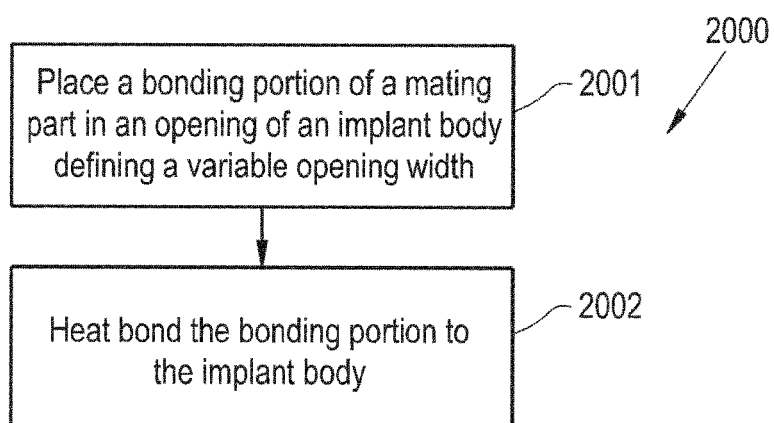 2000
Place a bonding portion of a mating
part in an opening of an implant body
defining a variable opening width
2001
Heat bond the bonding portion to
the implant body
2002